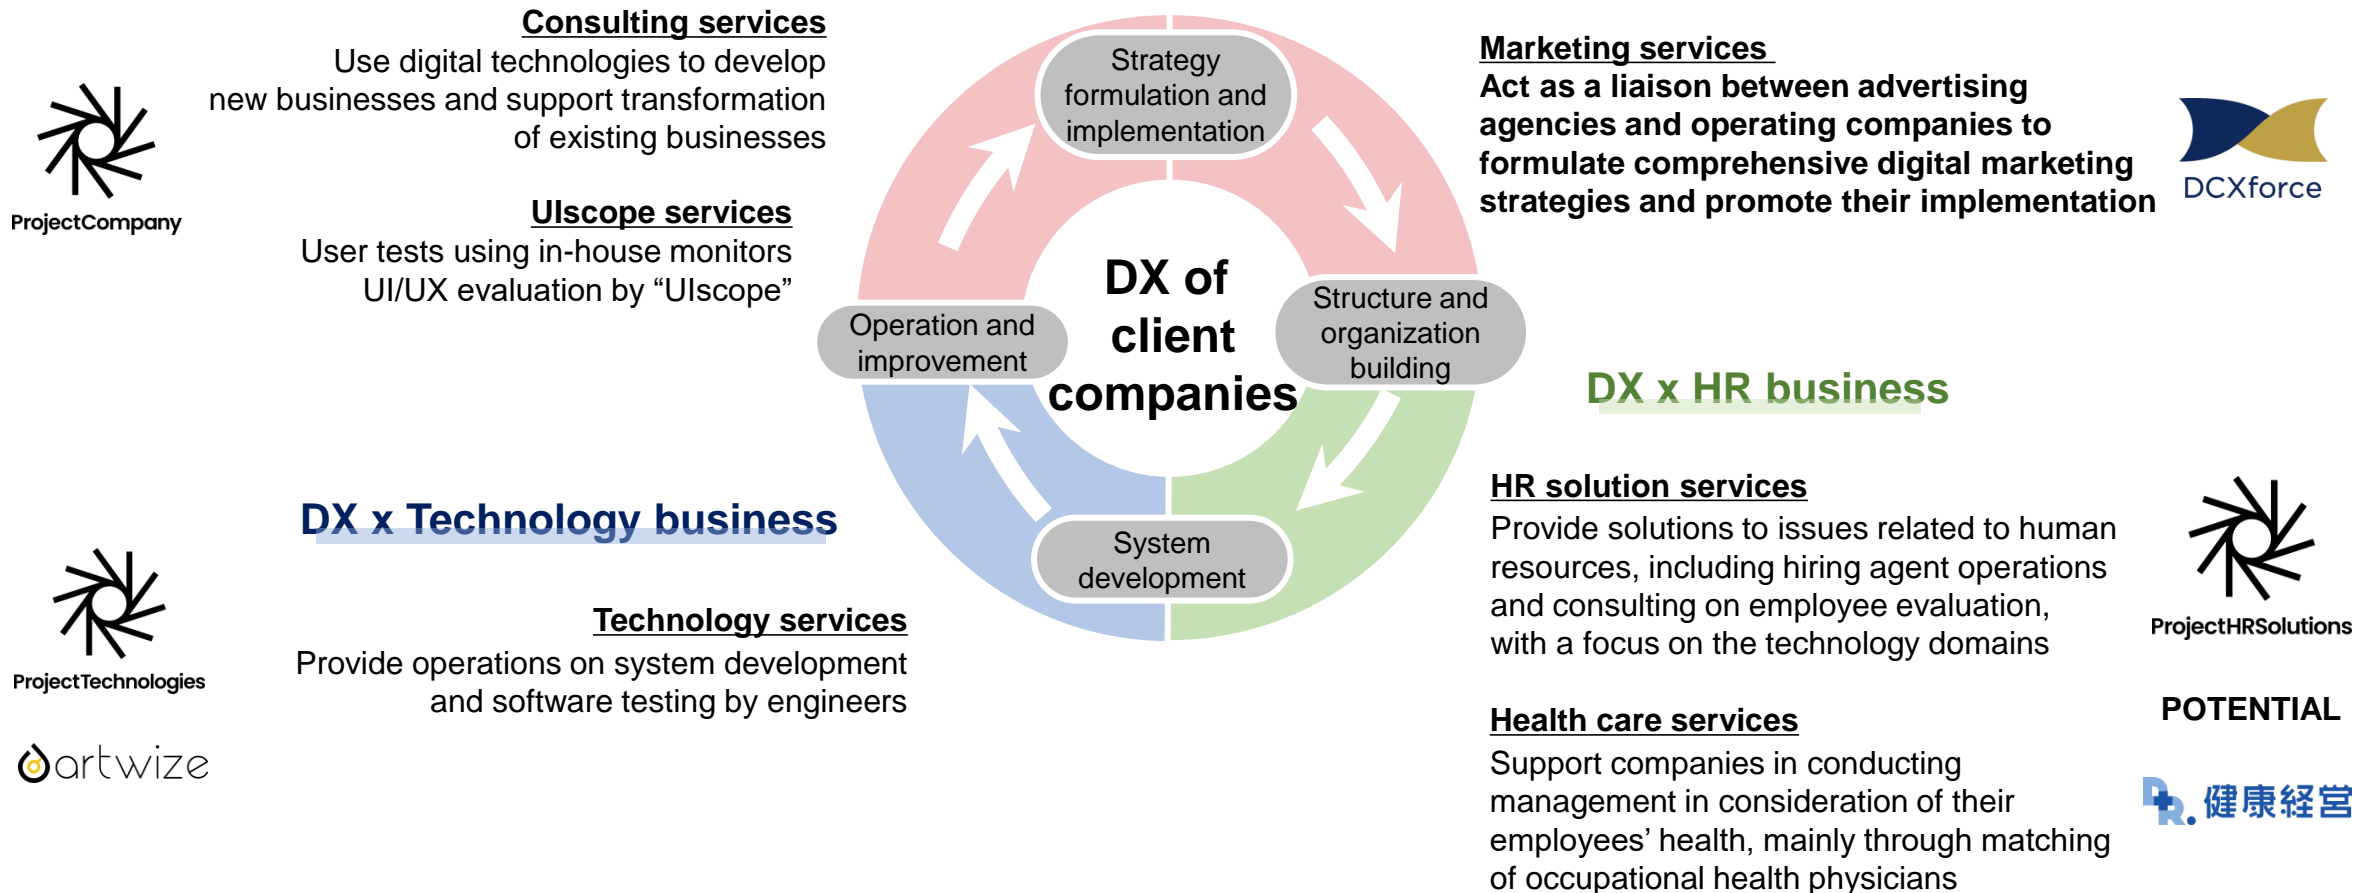 Consulting services
Use digital technologies to develop
new businesses and support transformation
of existing businesses
ProjectCompany
UIscope services
User tests using in-house monitors
UI/UX evaluation by “UIscope”
Strategy
formulation and
implementation
Marketing services
Act as a liaison between advertising
agencies and operating companies to
formulate comprehensive digital marketing
strategies and promote their implementation
DCXforce
DX of
client
companies
Operation and
improvement
Structure and
organization
building
System
development
DX x HR business
DX x Technology business
Technology services
Provide operations on system development
and software testing by engineers
ProjectTechnologies
artwize
HR solution services
Provide solutions to issues related to human
resources, including hiring agent operations
and consulting on employee evaluation,
with a focus on the technology domains
ProjectHRSolutions
POTENTIAL
Health care services
Support companies in conducting
management in consideration of their
employees’ health, mainly through matching
of occupational health physicians
DR.健康経営